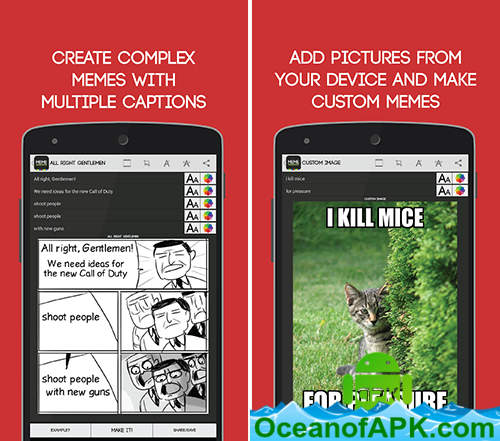 CREATE COMPLEX
MEMES WITH
MULTIPLE CAPTIONS
MEME
ALL RIGHT GENTLEMEN
All right, Gentlemen!
We need ideas for the new Call of Duty
shoot people
shoot people
with new guns
ALL RIGHT GENTLEMEN
All right, Gentlemen!
We need ideas for
the new Call of Duty
shoot people
shoot people
with new guns
EXAMPLE?
MAKE IT!
SHARE/SAVE
ADD PICTURES FROM
YOUR DEVICE AND MAKE
CUSTOM MEMES
MEME
CUSTOM IMAGE
i kill mice
for pleasure
CUSTOM IMAGE
I KILL MICE
FOR PLEASURE
OceanofAPK.com